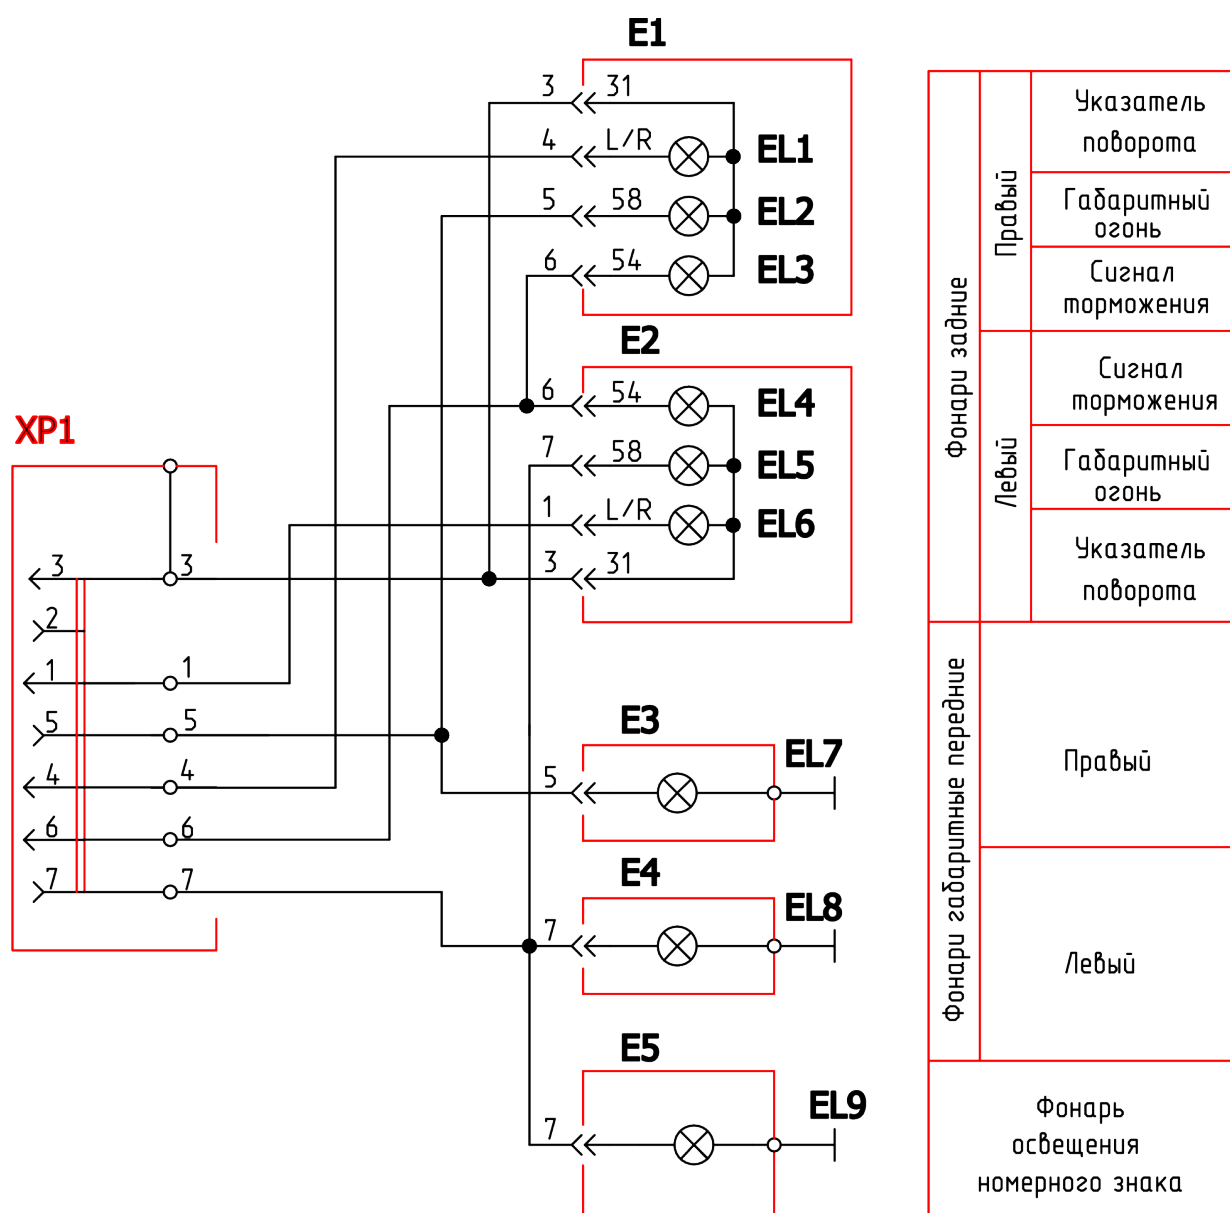 E1
3 31
4 L/R EL1
5 58 EL2
6 54 EL3
E2
6 54 EL4
7 58 EL5
1 L/R EL6
3 31
XP1
3 3
2
1 1
5 5
4 4
6 6
7 7
E3
5 EL7
E4
7 EL8
E5
7 EL9
Фонари задние
Правый
Указатель
поворота
Габаритный
огонь
Сигнал
торможения
Левый
Сигнал
торможения
Габаритный
огонь
Указатель
поворота
Фонари габаритные передние
Правый
Левый
Фонарь
освещения
номерного знака